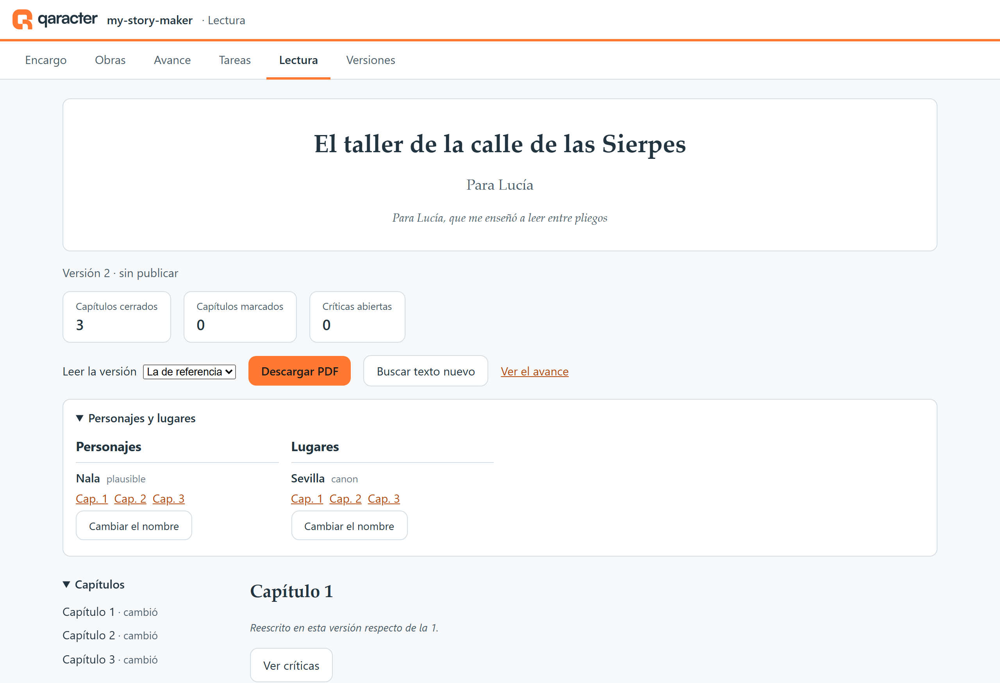 qaracter my-story-maker · Lectura
Encargo Obras Avance Tareas Lectura Versiones
El taller de la calle de las Sierpes
Para Lucía
Para Lucía, que me enseñó a leer entre pliegos
Versión 2 · sin publicar
Capítulos cerrados Capítulos marcados Críticas abiertas
3 0 0
Leer la versión La de referencia Descargar PDF Buscar texto nuevo Ver el avance
Personajes y lugares
Personajes Lugares
Nala plausible Sevilla canon
Cap. 1 Cap. 2 Cap. 3 Cap. 1 Cap. 2 Cap. 3
Cambiar el nombre Cambiar el nombre
Capítulos
Capítulo 1 · cambió
Capítulo 2 · cambió
Capítulo 3 · cambió
Capítulo 1
Reescrito en esta versión respecto de la 1.
Ver críticas